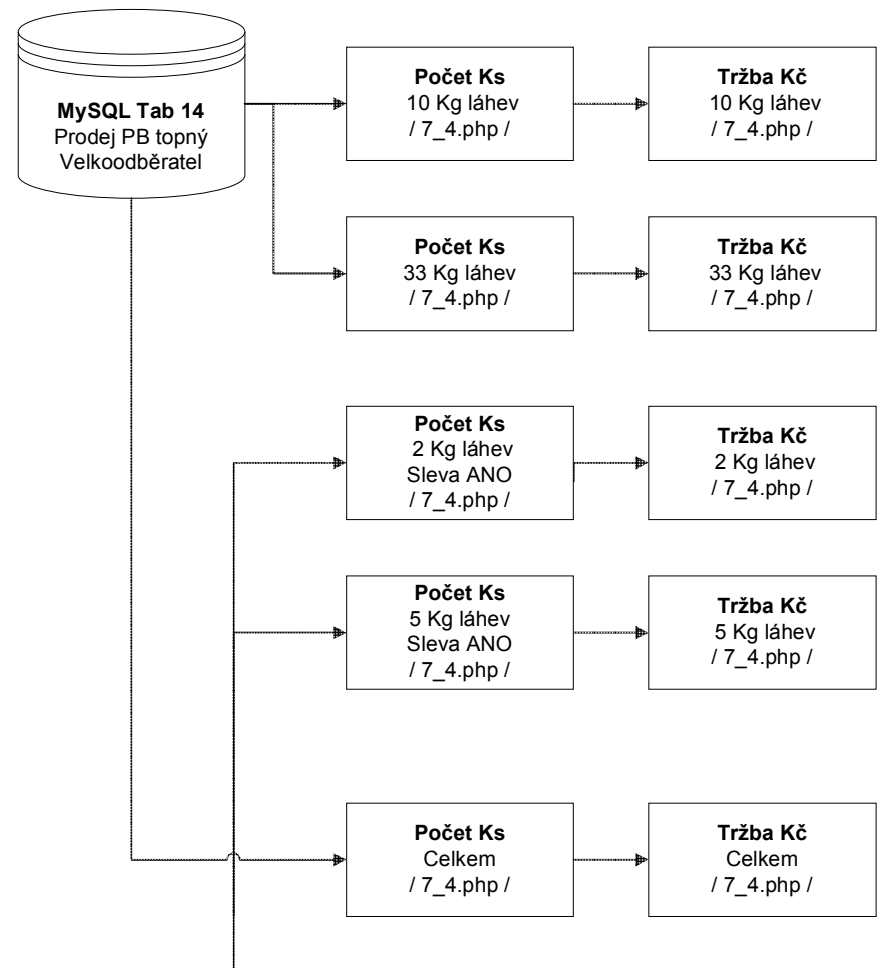 MySQL Tab 14
Prodej PB topný
Velkoodběratel
Počet Ks
10 Kg láhev
/ 7_4.php /
Tržba Kč
10 Kg láhev
/ 7_4.php /
Počet Ks
33 Kg láhev
/ 7_4.php /
Tržba Kč
33 Kg láhev
/ 7_4.php /
Počet Ks
2 Kg láhev
Sleva ANO
/ 7_4.php /
Tržba Kč
2 Kg láhev
/ 7_4.php /
Počet Ks
5 Kg láhev
Sleva ANO
/ 7_4.php /
Tržba Kč
5 Kg láhev
/ 7_4.php /
Počet Ks
Celkem
/ 7_4.php /
Tržba Kč
Celkem
/ 7_4.php /